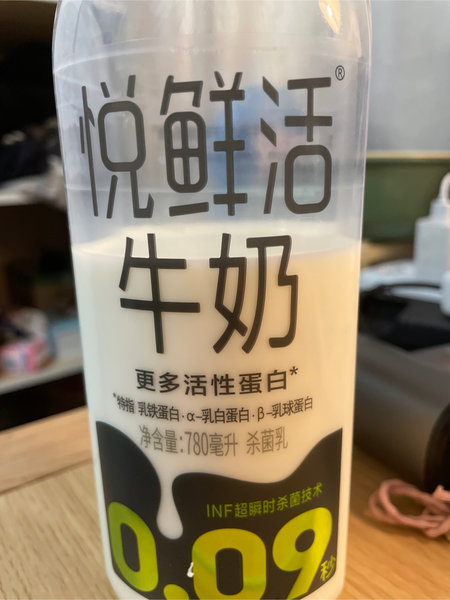 悦鲜活®
牛奶
更多活性蛋白*
*特指 乳铁蛋白·α-乳白蛋白·β-乳球蛋白
净含量:780毫升 杀菌乳
INF超瞬时杀菌技术
0.09秒